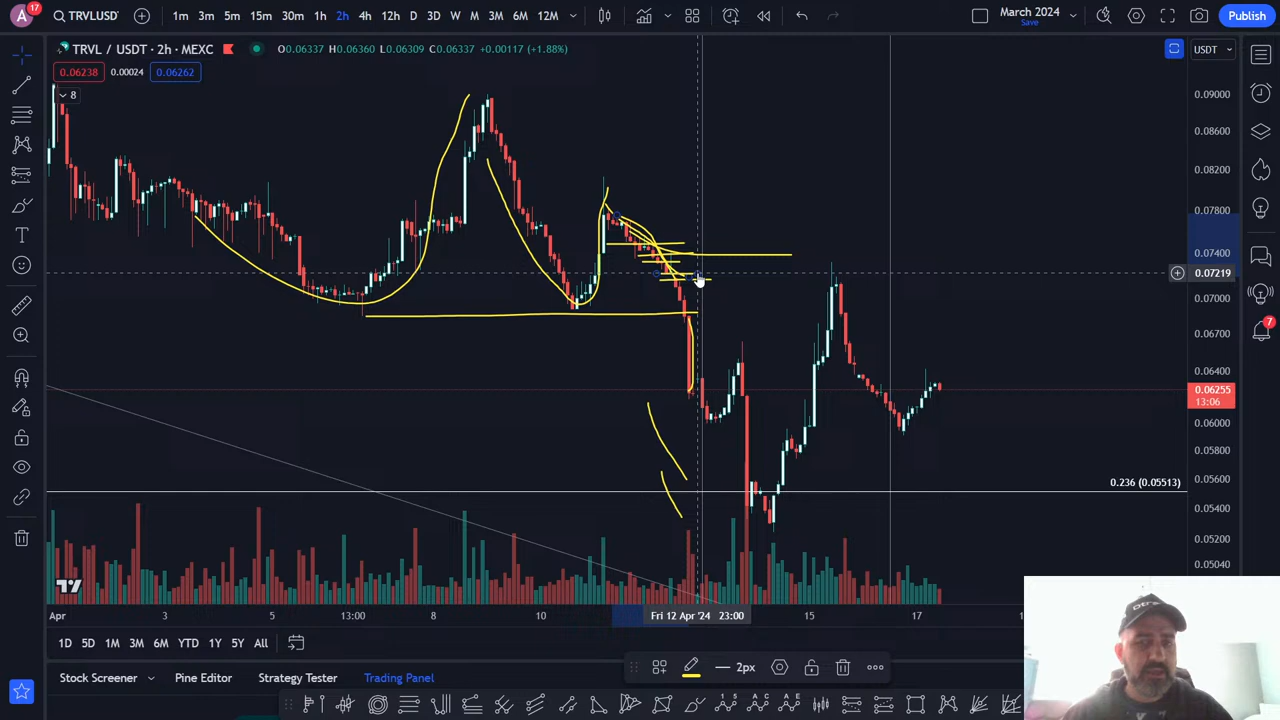 A 17 TRVLUSD 1m 3m 5m 15m 30m 1h 2h 4h 12h D 3D W M 3M 6M 12M March 2024 Save Publish
TRVL / USDT · 2h · MEXC O0.06337 H0.06360 L0.06309 C0.06337 +0.00117 (+1.88%) USDT
0.06238 0.00024 0.06262
8
0.09000
0.08600
0.08200
0.07800
0.07400
0.07219
0.07000
0.06700
0.06400
0.06255
13:06
0.06000
0.05800
0.05600
0.236 (0.05513)
0.05400
0.05200
0.05040
7
Apr 3 5 13:00 8 10 Fri 12 Apr '24 23:00 15 17
1D 5D 1M 3M 6M YTD 1Y 5Y All
2px
Stock Screener Pine Editor Strategy Tester Trading Panel